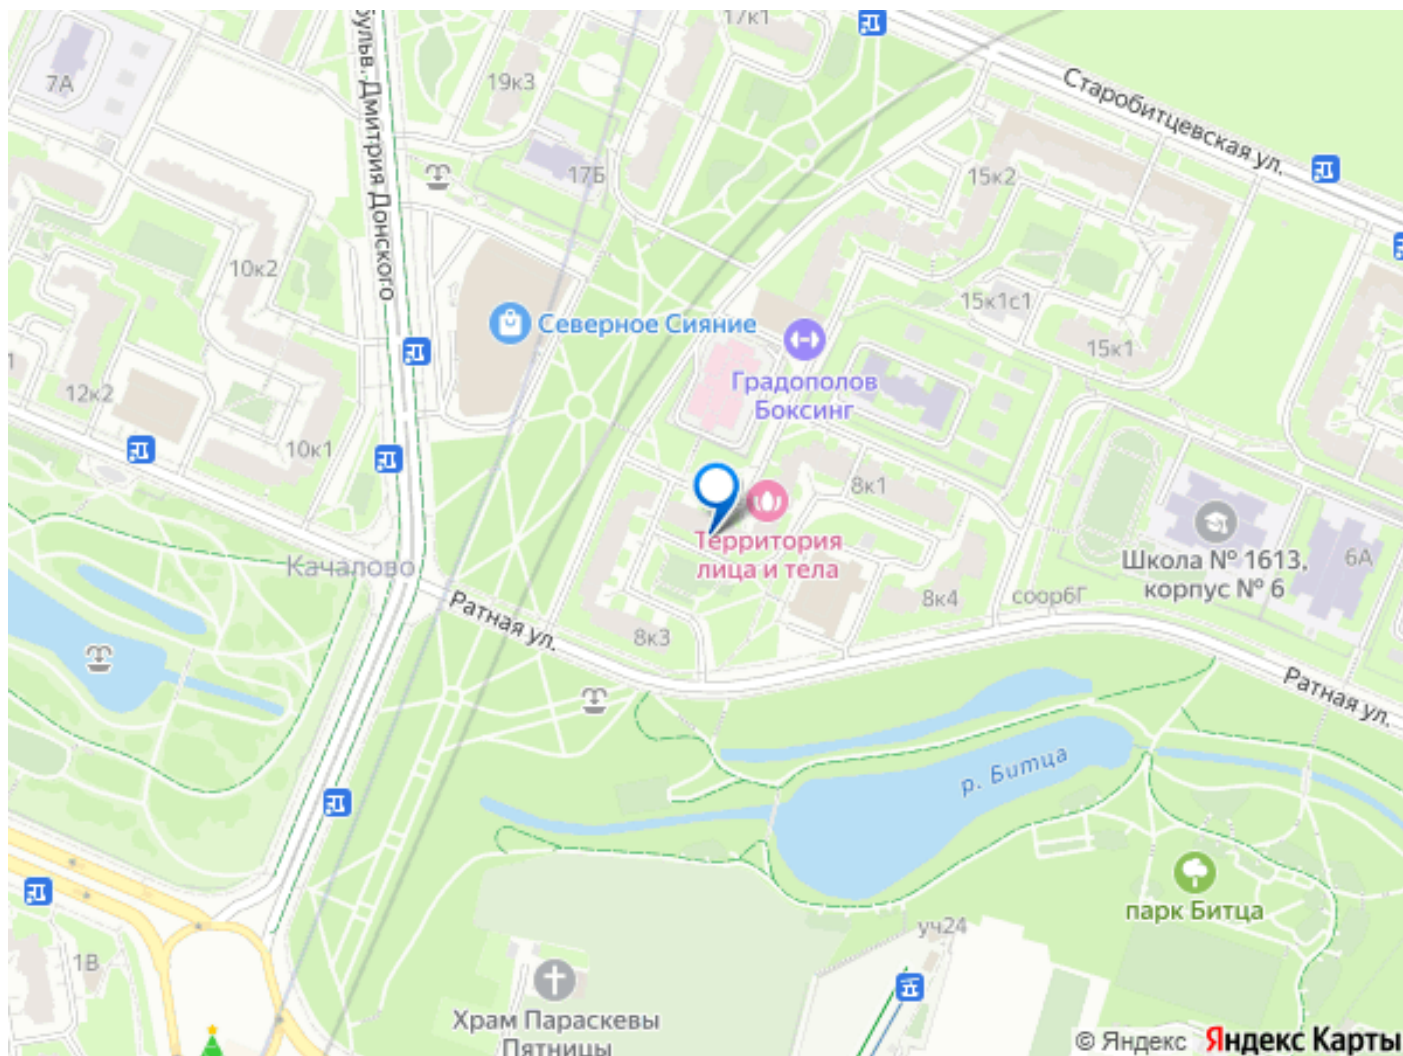 17к1
7А
19к3
бульв. Дмитрия Донского
Старобитцевская ул.
17Б
15к2
10к2
15к1с1
Северное Сияние
15к1
12к2
Градополов
Боксинг
10к1
8к1
Качалово
Территория
лица и тела
Школа № 1613,
корпус № 6
6А
8к4
соор6Г
Ратная ул.
8к3
Ратная ул.
р. Битца
парк Битца
уч24
1В
Храм Параскевы
Пятницы
© Яндекс Яндекс Карты